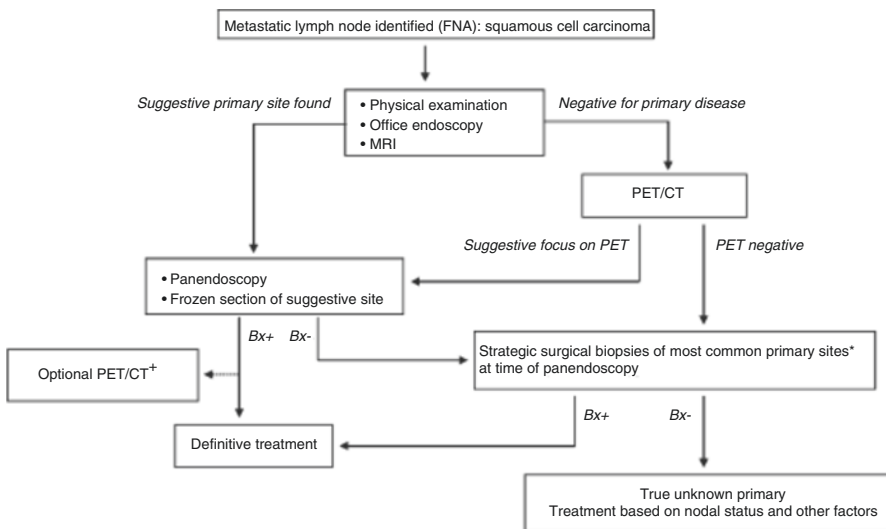 Metastatic lymph node identified (FNA): squamous cell carcinoma
Suggestive primary site found
• Physical examination
• Office endoscopy
• MRI
Negative for primary disease
PET/CT
Suggestive focus on PET
PET negative
• Panendoscopy
• Frozen section of suggestive site
Bx+
Bx-
Strategic surgical biopsies of most common primary sites*
at time of panendoscopy
Optional PET/CT+
Bx+
Bx-
Definitive treatment
True unknown primary
Treatment based on nodal status and other factors